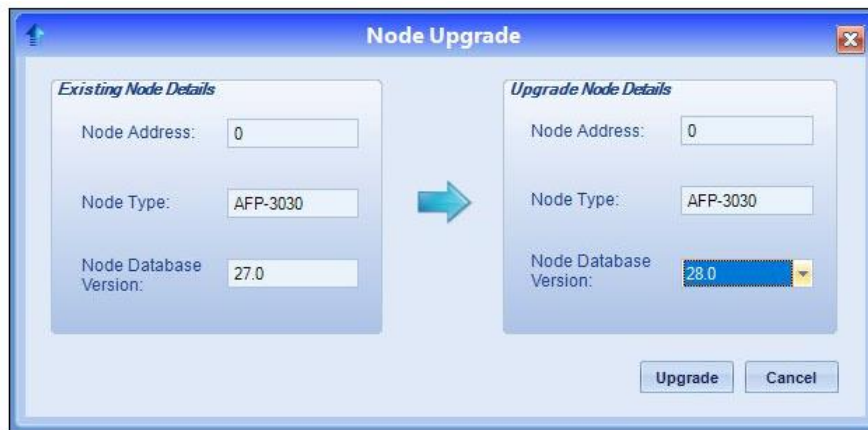 Node Upgrade
Existing Node Details
Node Address:
0
Node Type:
AFP-3030
Node Database
Version:
27.0
Upgrade Node Details
Node Address:
0
Node Type:
AFP-3030
Node Database
Version:
28.0
Upgrade
Cancel